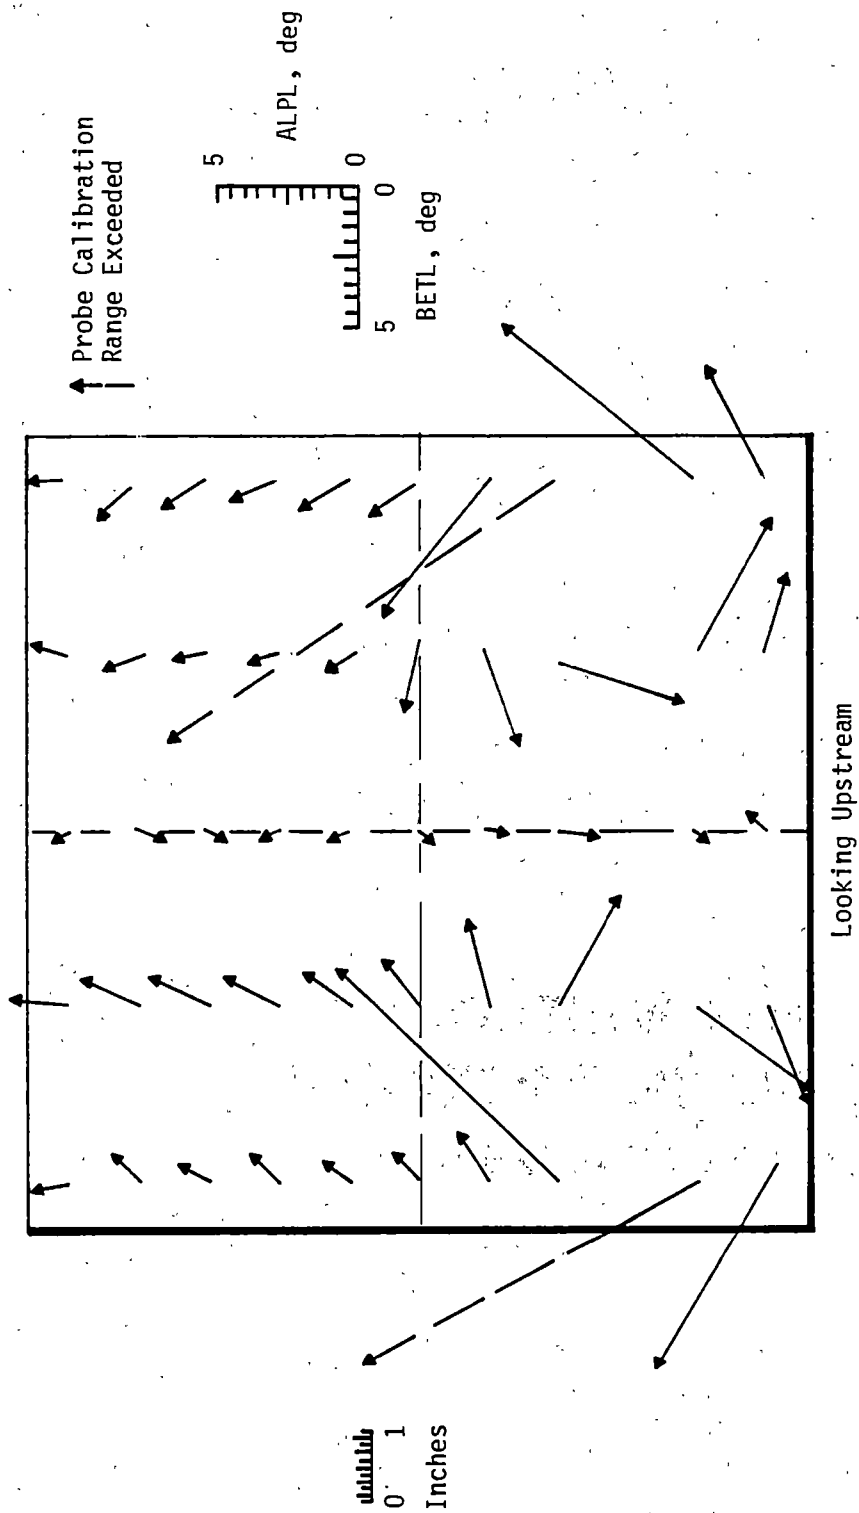 Probe Calibration
Range Exceeded
5
ALPL, deg
0
0
5
BETL, deg
0 1
Inches
Looking Upstream